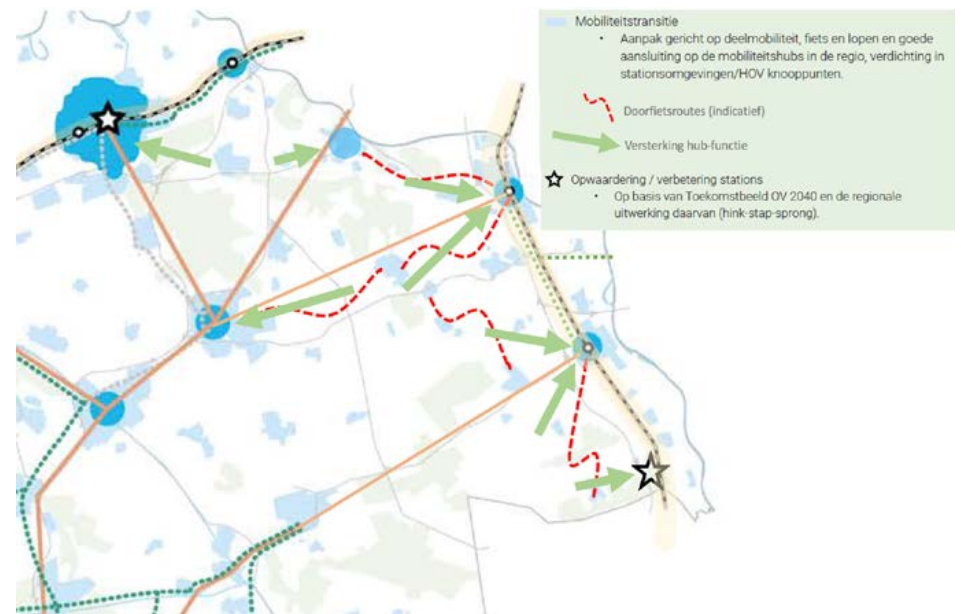 Mobiliteitstransitie
• Aanpak gericht op deelmobiliteit, fiets en lopen en goede
aansluiting op de mobiliteitshubs in de regio, verdichting in
stationsomgevingen/HOV knooppunten.
Doorfietsroutes (indicatief)
Versterking hub-functie
Opwaardering / verbetering stations
• Op basis van Toekomstbeeld OV 2040 en de regionale
uitwerking daarvan (hink-stap-sprong).